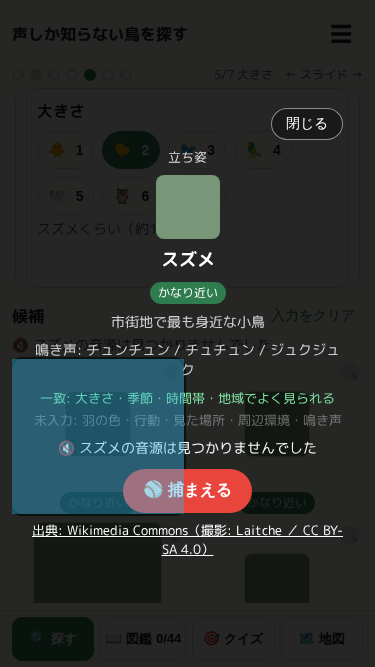 声しか知らない鳥を探す
5/7 大きさ ← スライド →
大きさ
閉じる
1
2
3
4
立ち姿
5
6
スズメくらい（約1
スズメ
かなり近い
候補
市街地で最も身近な小鳥
入力をクリア
鳴き声: チュンチュン / チュチュン / ジュクジュ
ク
一致: 大きさ・季節・時間帯・地域でよく見られる
未入力: 羽の色・行動・見た場所・周辺環境・鳴き声
スズメの音源は見つかりませんでした
捕まえる
かなり近い
かなり近い
出典: Wikimedia Commons（撮影: Laitche ／ CC BY-
SA 4.0）
探す
図鑑 0/44
クイズ
地図